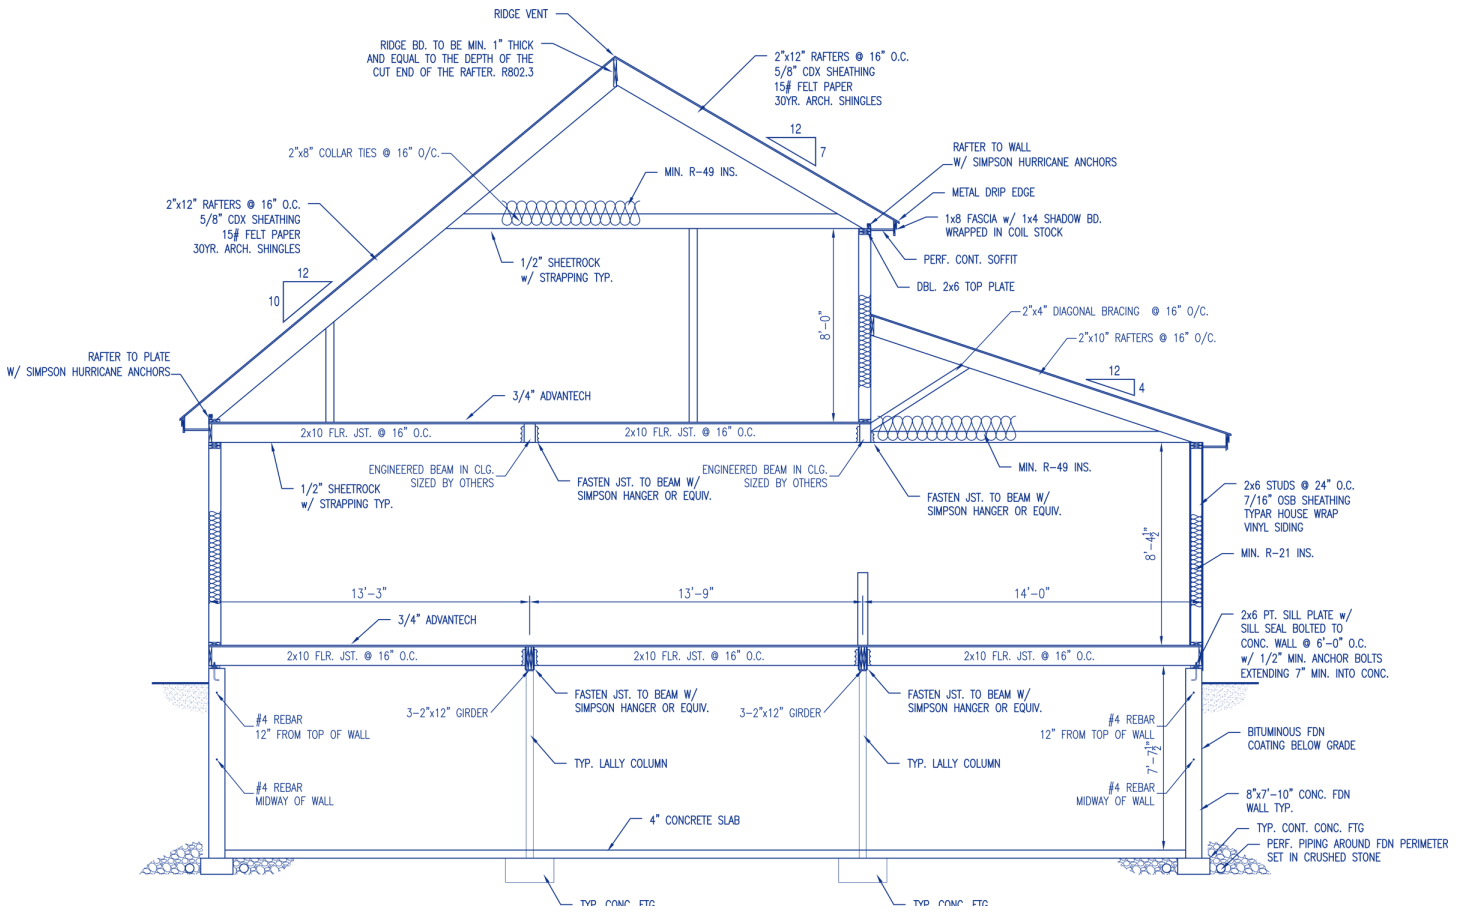 RIDGE VENT
RIDGE BD. TO BE MIN. 1" THICK
AND EQUAL TO THE DEPTH OF THE
CUT END OF THE RAFTER. R802.3
2"x12" RAFTERS @ 16" O.C.
5/8" CDX SHEATHING
15# FELT PAPER
30YR. ARCH. SHINGLES
12
7
2"x8" COLLAR TIES @ 16" O/C.
MIN. R-49 INS.
RAFTER TO WALL
W/ SIMPSON HURRICANE ANCHORS
METAL DRIP EDGE
1x8 FASCIA w/ 1x4 SHADOW BD.
WRAPPED IN COIL STOCK
PERF. CONT. SOFFIT
DBL. 2x6 TOP PLATE
2"x12" RAFTERS @ 16" O.C.
5/8" CDX SHEATHING
15# FELT PAPER
30YR. ARCH. SHINGLES
1/2" SHEETROCK
w/ STRAPPING TYP.
12
10
8'-0"
2"x4" DIAGONAL BRACING @ 16" O/C.
2"x10" RAFTERS @ 16" O/C.
12
4
RAFTER TO PLATE
W/ SIMPSON HURRICANE ANCHORS
3/4" ADVANTECH
2x10 FLR. JST. @ 16" O.C.
2x10 FLR. JST. @ 16" O.C.
ENGINEERED BEAM IN CLG.
SIZED BY OTHERS
FASTEN JST. TO BEAM W/
SIMPSON HANGER OR EQUIV.
ENGINEERED BEAM IN CLG.
SIZED BY OTHERS
MIN. R-49 INS.
FASTEN JST. TO BEAM W/
SIMPSON HANGER OR EQUIV.
1/2" SHEETROCK
w/ STRAPPING TYP.
2x6 STUDS @ 24" O.C.
7/16" OSB SHEATHING
TYPAR HOUSE WRAP
VINYL SIDING
8'-4½"
MIN. R-21 INS.
13'-3"
13'-9"
14'-0"
3/4" ADVANTECH
2x6 PT. SILL PLATE w/
SILL SEAL BOLTED TO
CONC. WALL @ 6'-0" O.C.
w/ 1/2" MIN. ANCHOR BOLTS
EXTENDING 7" MIN. INTO CONC.
2x10 FLR. JST. @ 16" O.C.
2x10 FLR. JST. @ 16" O.C.
2x10 FLR. JST. @ 16" O.C.
3-2"x12" GIRDER
FASTEN JST. TO BEAM W/
SIMPSON HANGER OR EQUIV.
3-2"x12" GIRDER
FASTEN JST. TO BEAM W/
SIMPSON HANGER OR EQUIV.
#4 REBAR
12" FROM TOP OF WALL
#4 REBAR
12" FROM TOP OF WALL
BITUMINOUS FDN
COATING BELOW GRADE
TYP. LALLY COLUMN
TYP. LALLY COLUMN
7'-7½"
#4 REBAR
MIDWAY OF WALL
#4 REBAR
MIDWAY OF WALL
8"x7'-10" CONC. FDN
WALL TYP.
4" CONCRETE SLAB
TYP. CONT. CONC. FTG
PERF. PIPING AROUND FDN PERIMETER
SET IN CRUSHED STONE
TYP. CONC. FTG
TYP. CONC. FTG